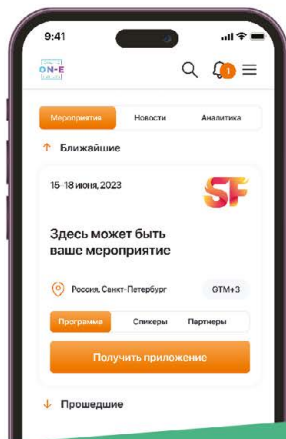 9:41
ON-E
1
Мероприятия Новости Аналитика
Ближайшие
15-18 июня, 2023
SF
Здесь может быть
ваше мероприятие
Россия, Санкт-Петербург GTM+3
Программа Спикеры Партнеры
Получить приложение
Прошедшие